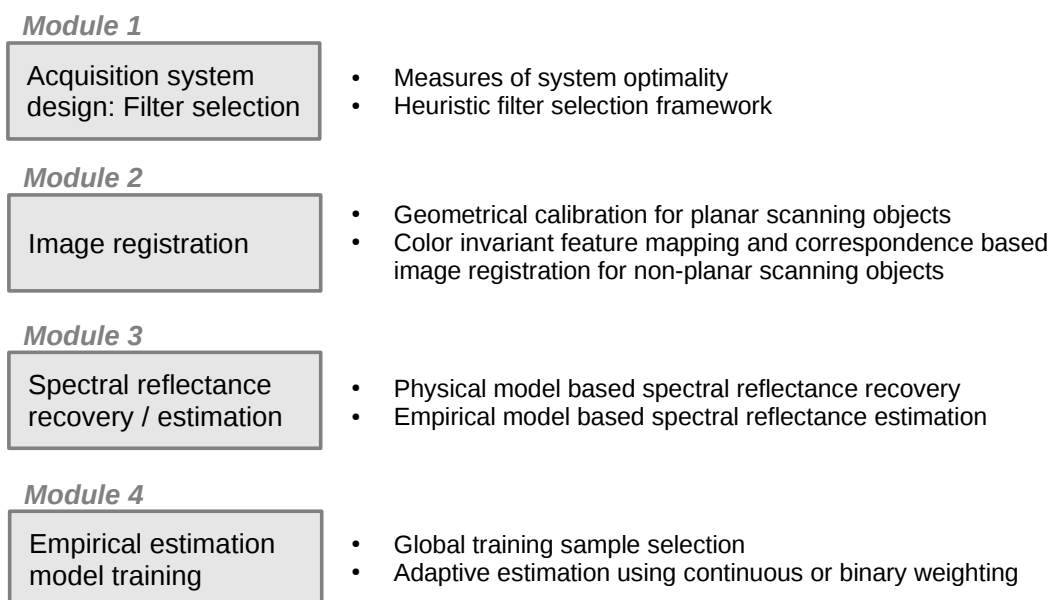 Module 1
Acquisition system
design: Filter selection
• Measures of system optimality
• Heuristic filter selection framework
Module 2
Image registration
• Geometrical calibration for planar scanning objects
• Color invariant feature mapping and correspondence based
image registration for non-planar scanning objects
Module 3
Spectral reflectance
recovery / estimation
• Physical model based spectral reflectance recovery
• Empirical model based spectral reflectance estimation
Module 4
Empirical estimation
model training
• Global training sample selection
• Adaptive estimation using continuous or binary weighting